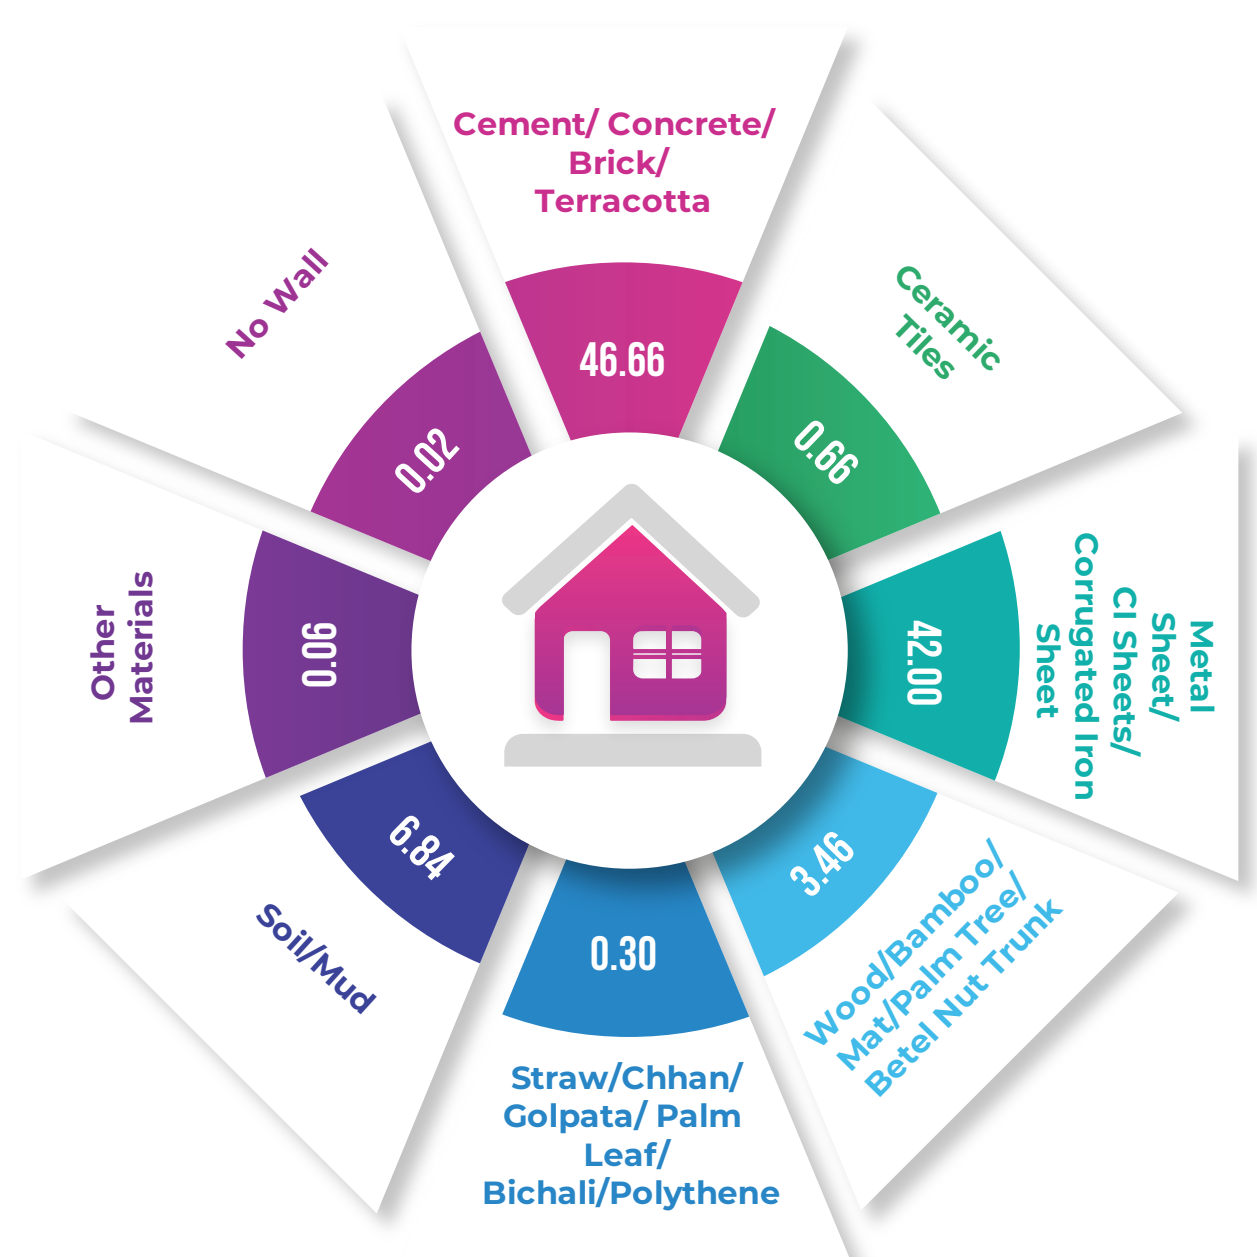 Cement/ Concrete/
Brick/
Terracotta
46.66
Ceramic
Tiles
0.66
Metal
Sheet/
CI Sheets/
Corrugated Iron
Sheet
42.00
Wood/Bamboo/
Mat/Palm Tree/
Betel Nut Trunk
3.46
Straw/Chhan/
Golpata/ Palm
Leaf/
Bichali/Polythene
0.30
Soil/Mud
6.84
Other
Materials
0.06
No Wall
0.02